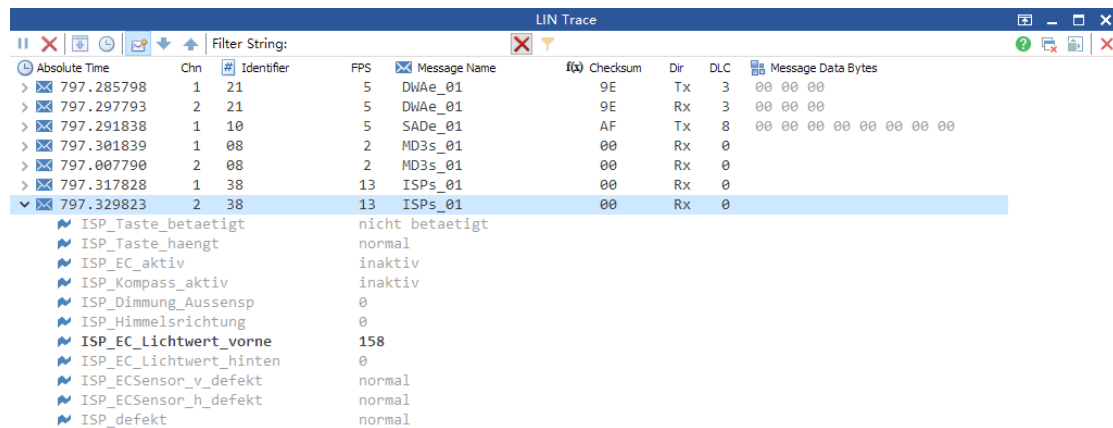 LIN Trace
Filter String:
Absolute Time Chn # Identifier FPS Message Name f(x) Checksum Dir DLC Message Data Bytes
797.285798 1 21 5 DWAe_01 9E Tx 3 00 00 00
797.297793 2 21 5 DWAe_01 9E Rx 3 00 00 00
797.291838 1 10 5 SADe_01 AF Tx 8 00 00 00 00 00 00 00 00
797.301839 1 08 2 MD3s_01 00 Rx 0
797.007790 2 08 2 MD3s_01 00 Rx 0
797.317828 1 38 13 ISPs_01 00 Rx 0
797.329823 2 38 13 ISPs_01 00 Rx 0
ISP_Taste_betaetigt nicht betaetigt
ISP_Taste_haengt normal
ISP_EC_aktiv inaktiv
ISP_Kompass_aktiv inaktiv
ISP_Dimmung_Aussensp 0
ISP_Himmelsrichtung 0
ISP_EC_Lichtwert_vorne 158
ISP_EC_Lichtwert_hinten 0
ISP_ECSensor_v_defekt normal
ISP_ECSensor_h_defekt normal
ISP_defekt normal